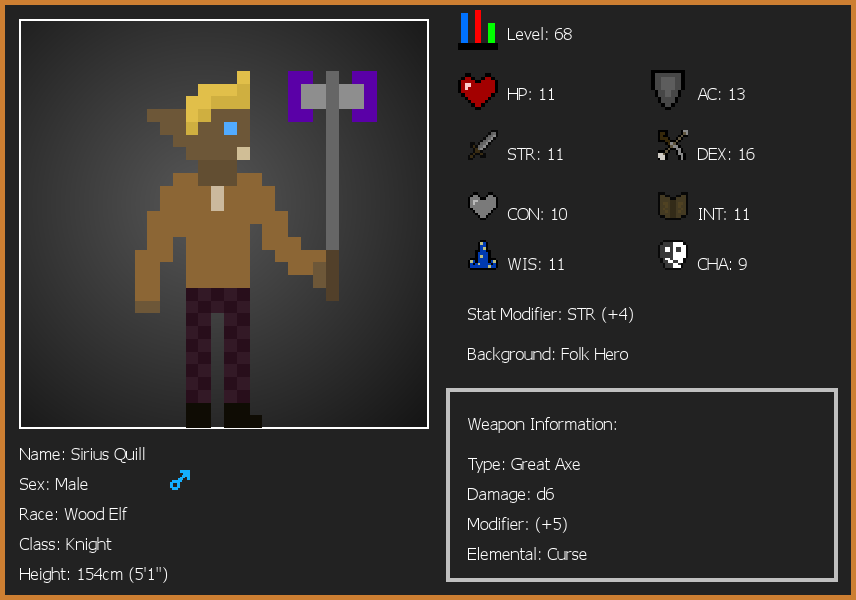 Level: 68
HP: 11
AC: 13
STR: 11
DEX: 16
CON: 10
INT: 11
WIS: 11
CHA: 9
Stat Modifier: STR (+4)
Background: Folk Hero
Weapon Information:
Type: Great Axe
Damage: d6
Modifier: (+5)
Elemental: Curse
Name: Sirius Quill
Sex: Male
Race: Wood Elf
Class: Knight
Height: 154cm (5'1")